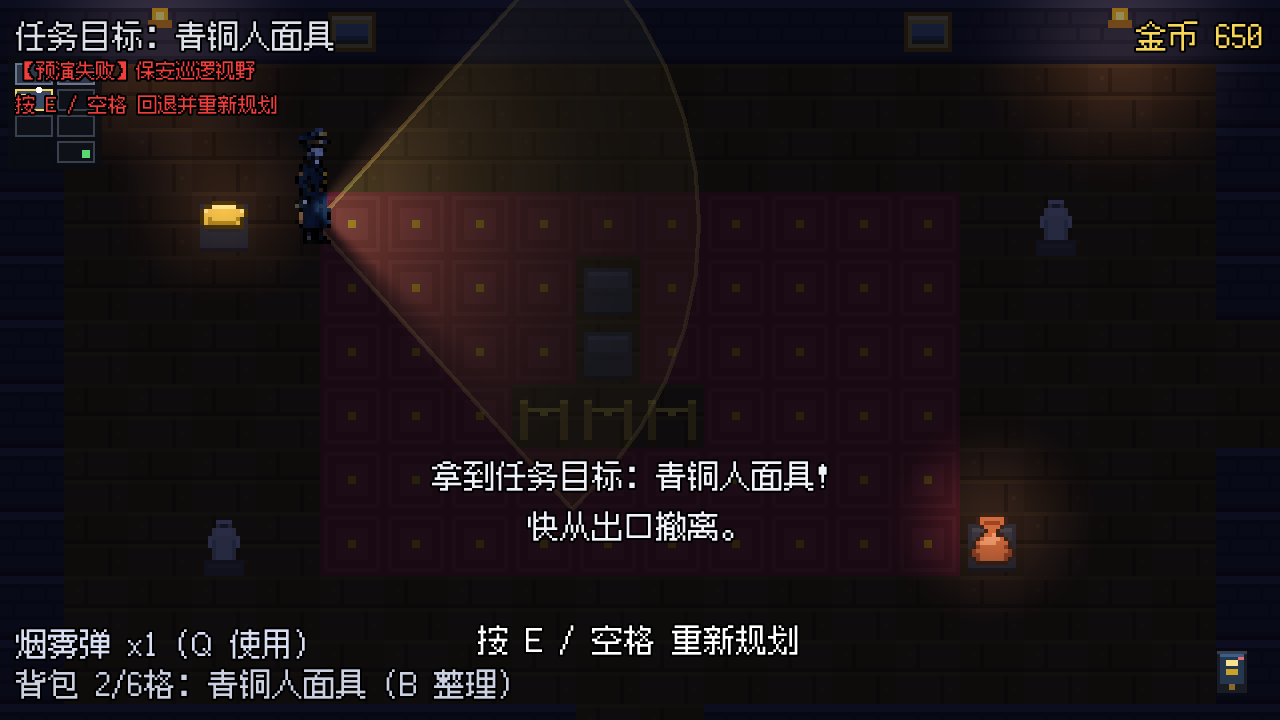 任务目标：青铜人面具
金币 650
【预演失败】保安巡逻视野
按 E / 空格 回退并重新规划
拿到任务目标：青铜人面具！
快从出口撤离。
按 E / 空格 重新规划
烟雾弹 x1（Q 使用）
背包 2/6格：青铜人面具（B 整理）